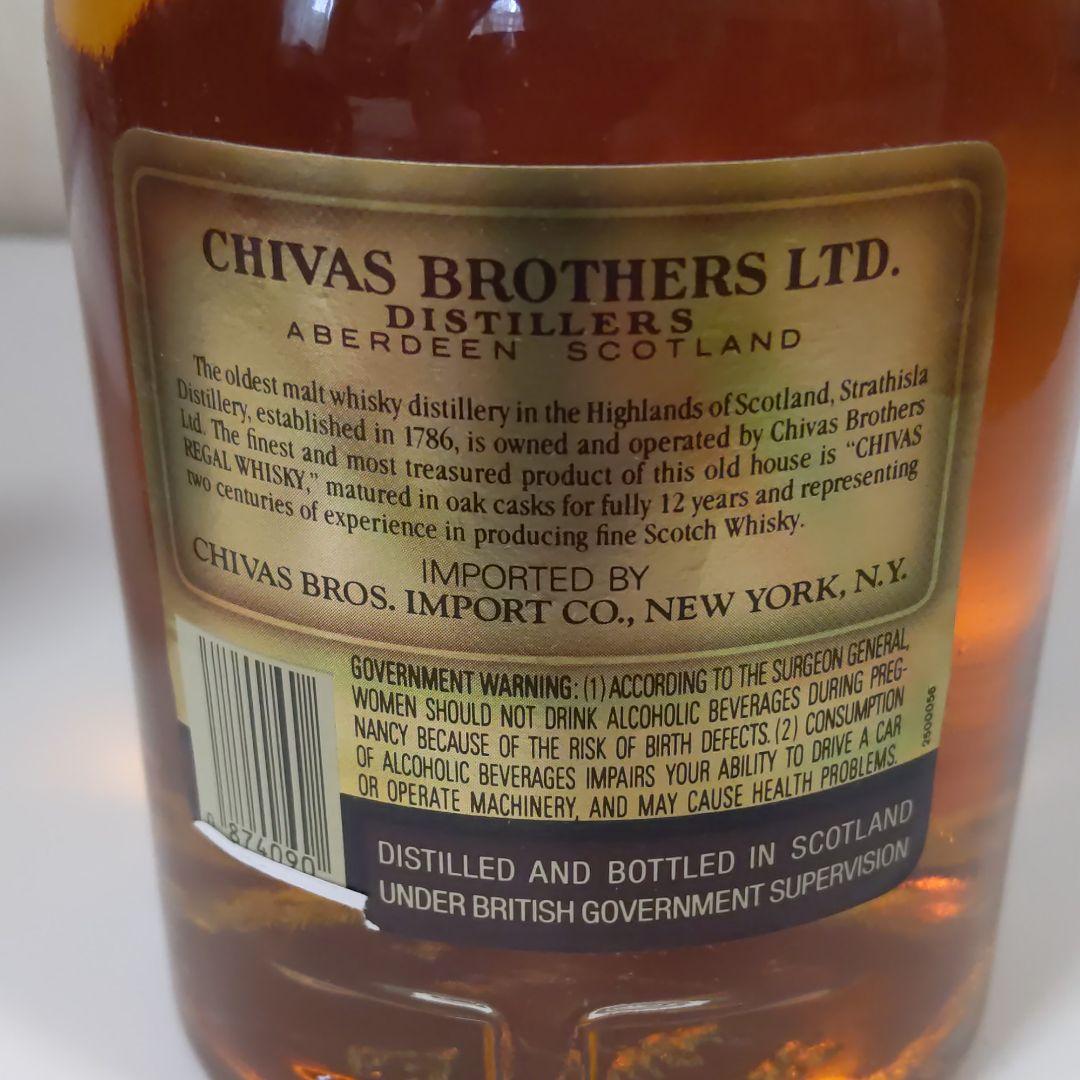 CHIVAS BROTHERS LTD.
DISTILLERS
ABERDEEN SCOTLAND
The oldest malt whisky distillery in the Highlands of Scotland, Strathisla
Distillery, established in 1786, is owned and operated by Chivas Brothers
Ltd. The finest and most treasured product of this old house is “CHIVAS
REGAL WHISKY,” matured in oak casks for fully 12 years and representing
two centuries of experience in producing fine Scotch Whisky.
IMPORTED BY
CHIVAS BROS. IMPORT CO., NEW YORK, N.Y.
GOVERNMENT WARNING: (1) ACCORDING TO THE SURGEON GENERAL,
WOMEN SHOULD NOT DRINK ALCOHOLIC BEVERAGES DURING PREG-
NANCY BECAUSE OF THE RISK OF BIRTH DEFECTS. (2) CONSUMPTION
OF ALCOHOLIC BEVERAGES IMPAIRS YOUR ABILITY TO DRIVE A CAR
OR OPERATE MACHINERY, AND MAY CAUSE HEALTH PROBLEMS.
2500056
874090
DISTILLED AND BOTTLED IN SCOTLAND
UNDER BRITISH GOVERNMENT SUPERVISION